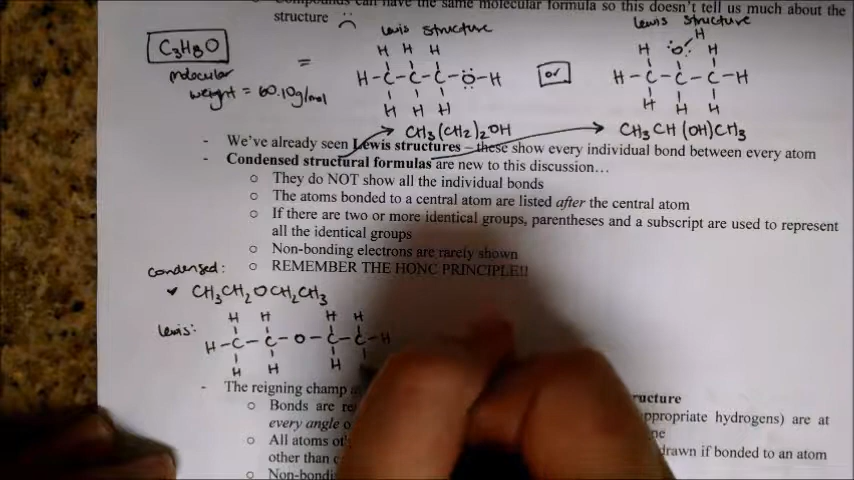 Compounds can have the same molecular formula so this doesn't tell us much about the
structure
Lewis structure
Lewis structure
C3H8O
molecular
weight = 60.10g/mol
=
H H H
H-C-C-C-O-H
H H H
or
H
H O H
H-C-C-C-H
H H H
CH3(CH2)2OH
CH3CH(OH)CH3
- We've already seen Lewis structures – these show every individual bond between every atom
- Condensed structural formulas are new to this discussion…
o They do NOT show all the individual bonds
o The atoms bonded to a central atom are listed after the central atom
o If there are two or more identical groups, parentheses and a subscript are used to represent
all the identical groups
o Non-bonding electrons are rarely shown
o REMEMBER THE HONC PRINCIPLE!!
condensed:
CH3CH2OCH2CH3
Lewis:
H H H H
H-C-C-O-C-C-H
H H H
- The reigning champ
o Bonds are
appropriate hydrogens) are at
every angle
o All atoms
drawn if bonded to an atom
other than
o